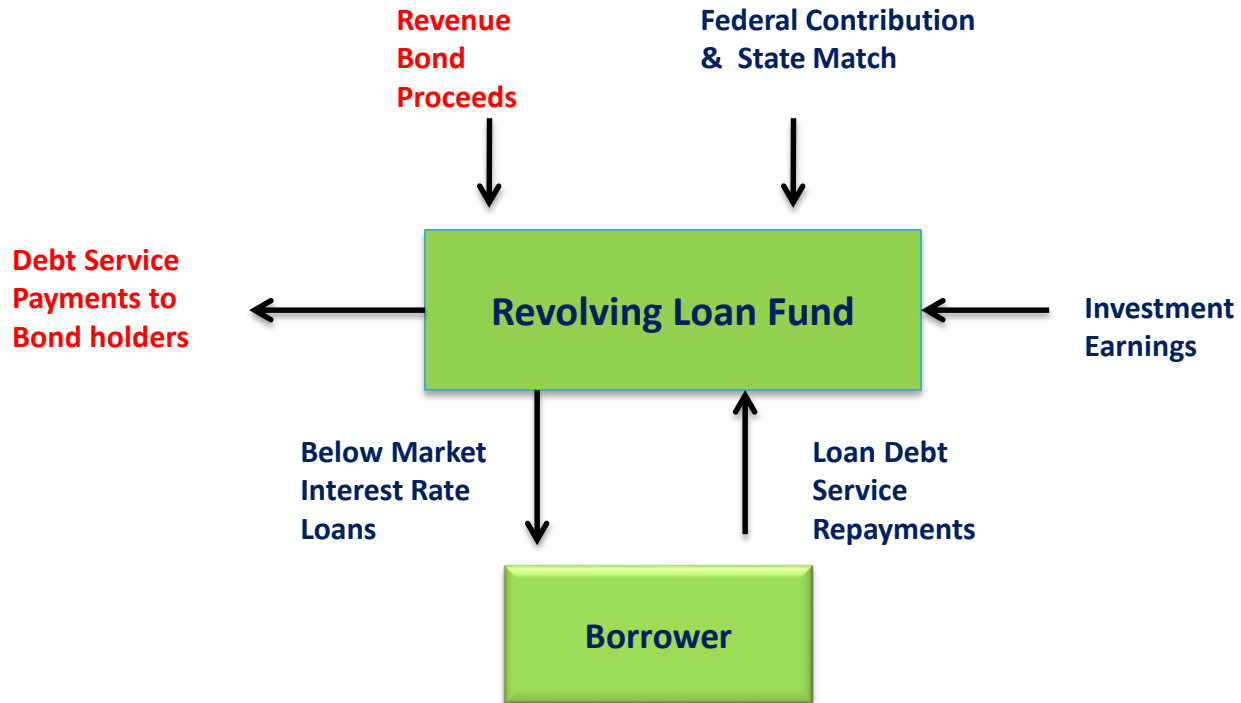 Revenue
Bond
Proceeds
Federal Contribution
& State Match
Debt Service
Payments to
Bond holders
Revolving Loan Fund
Investment
Earnings
Below Market
Interest Rate
Loans
Loan Debt
Service
Repayments
Borrower